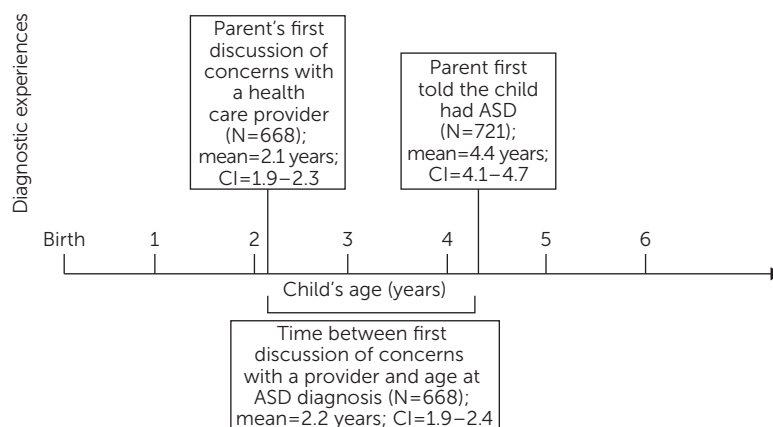 Diagnostic experiences
Parent’s first
discussion of
concerns with
a health
care provider
(N=668);
mean=2.1 years;
CI=1.9–2.3
Parent first
told the child
had ASD
(N=721);
mean=4.4 years;
CI=4.1–4.7
Birth 1 2 3 4 5 6
Child’s age (years)
Time between first
discussion of concerns
with a provider and age at
ASD diagnosis (N=668);
mean=2.2 years; CI=1.9–2.4